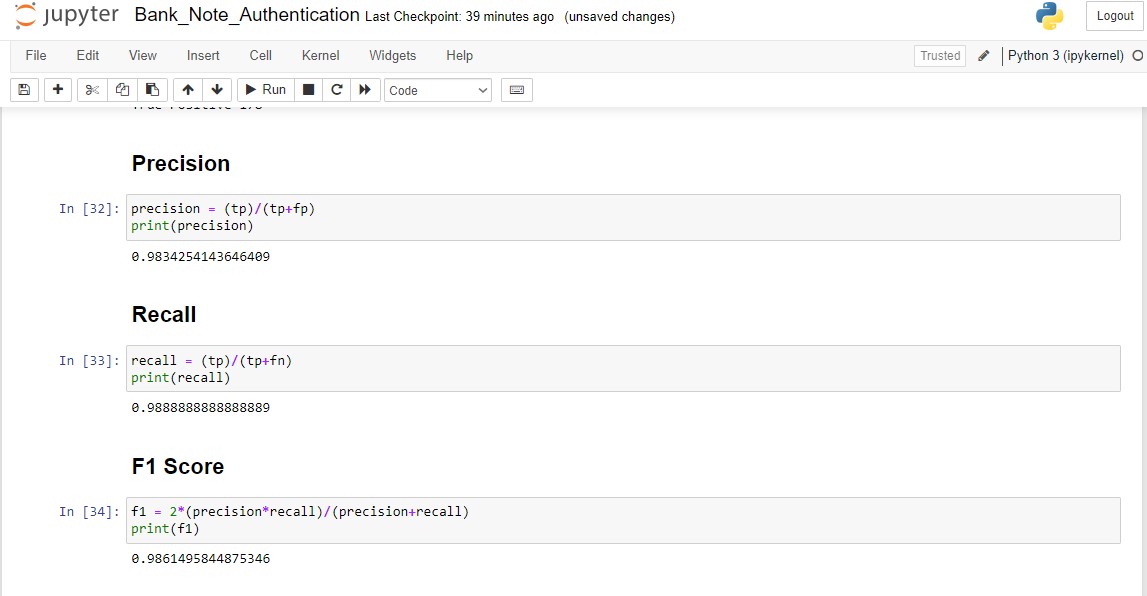 jupyter Bank_Note_Authentication Last Checkpoint: 39 minutes ago (unsaved changes)
Logout
File Edit View Insert Cell Kernel Widgets Help
Trusted Python 3 (ipykernel)
Run Code
Precision
In [32]: precision = (tp)/(tp+fp)
print(precision)
0.9834254143646409
Recall
In [33]: recall = (tp)/(tp+fn)
print(recall)
0.9888888888888889
F1 Score
In [34]: f1 = 2*(precision*recall)/(precision+recall)
print(f1)
0.9861495844875346